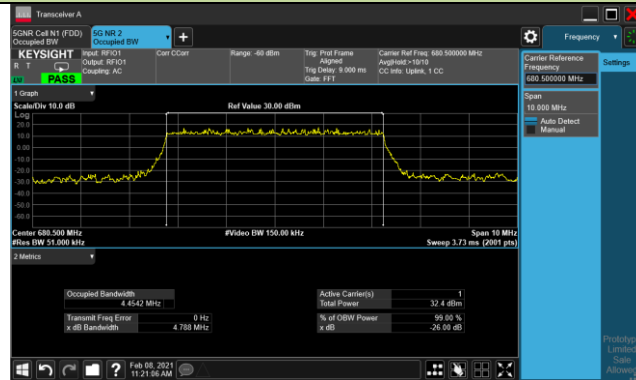 Transceiver A
5GNR Cell N1 (FDD)
Occupied BW
5G NR 2
Occupied BW
Frequency
KEYSIGHT
R T
PASS
Input: RFIO1
Output: RFIO1
Coupling: AC
Corr CCorr
Range: -60 dBm
Trig: Prot Frame
Aligned
Trig Delay: 9.000 ms
Gate: FFT
Carrier Ref Freq: 680.500000 MHz
Avg|Hold:>10/10
CC Info: Uplink, 1 CC
Carrier Reference
Frequency
680.500000 MHz
Settings
Span
10.000 MHz
Auto Detect
Manual
1 Graph
Scale/Div 10.0 dB
Ref Value 30.00 dBm
Log
20.0
10.0
0.00
-10.0
-20.0
-30.0
-40.0
-50.0
-60.0
Center 680.500 MHz
#Video BW 150.00 kHz
Span 10 MHz
#Res BW 51.000 kHz
Sweep 3.73 ms (2001 pts)
2 Metrics
Occupied Bandwidth
4.4542 MHz
Active Carrier(s) 1
Total Power 32.4 dBm
Transmit Freq Error 0 Hz
x dB Bandwidth 4.788 MHz
% of OBW Power 99.00 %
x dB -26.00 dB
Feb 08, 2021
11:21:06 AM
Prototyp
Limited
Sale
Allowe